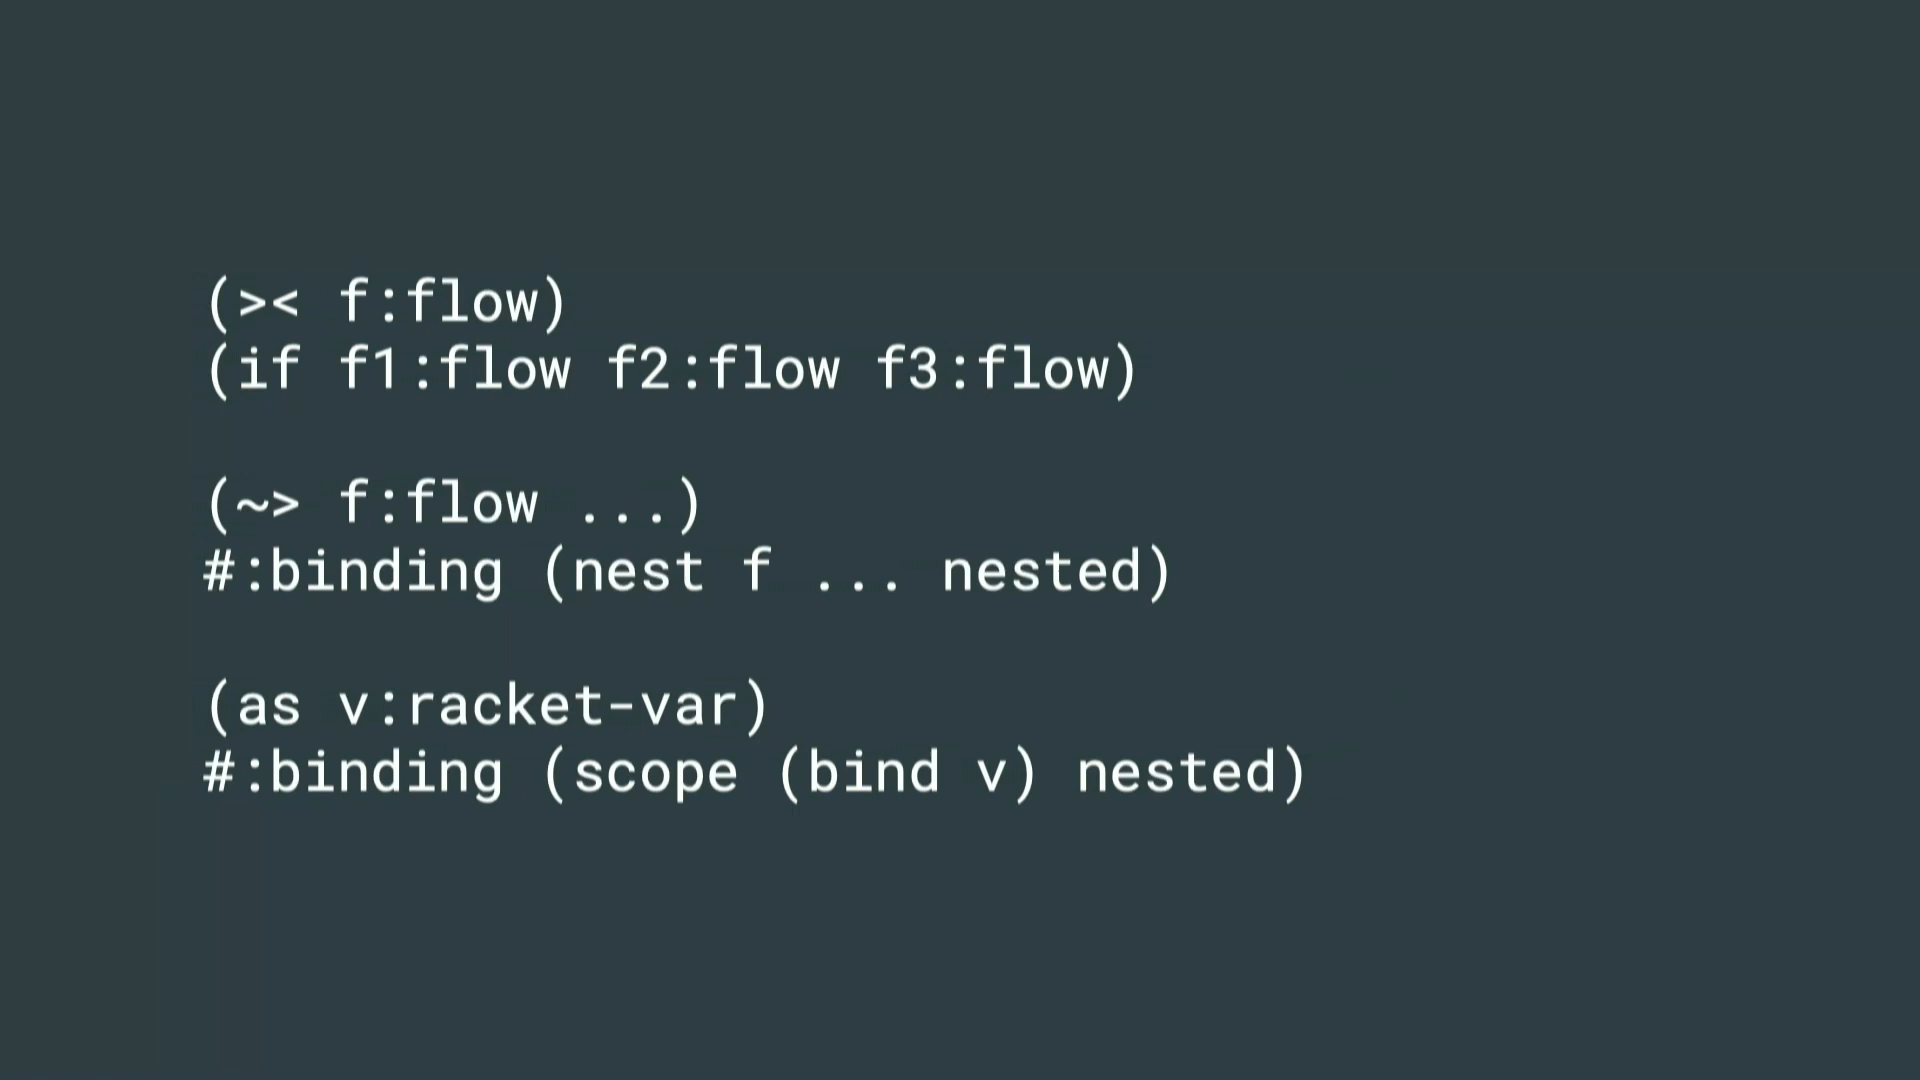 (>< f:flow)
(if f1:flow f2:flow f3:flow)
(~> f:flow ...)
#:binding (nest f ... nested)
(as v:racket-var)
#:binding (scope (bind v) nested)